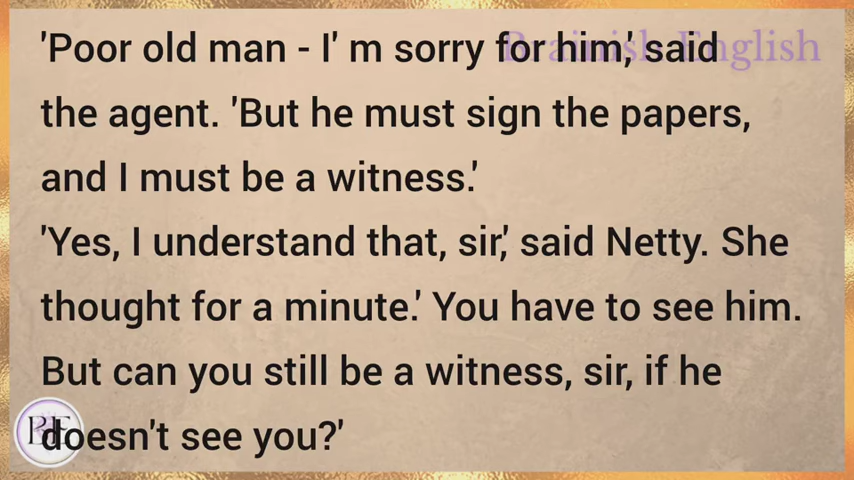 Brainish English
'Poor old man - I' m sorry for him,' said
the agent. 'But he must sign the papers,
and I must be a witness.'
'Yes, I understand that, sir,' said Netty. She
thought for a minute.' You have to see him.
But can you still be a witness, sir, if he
doesn't see you?'